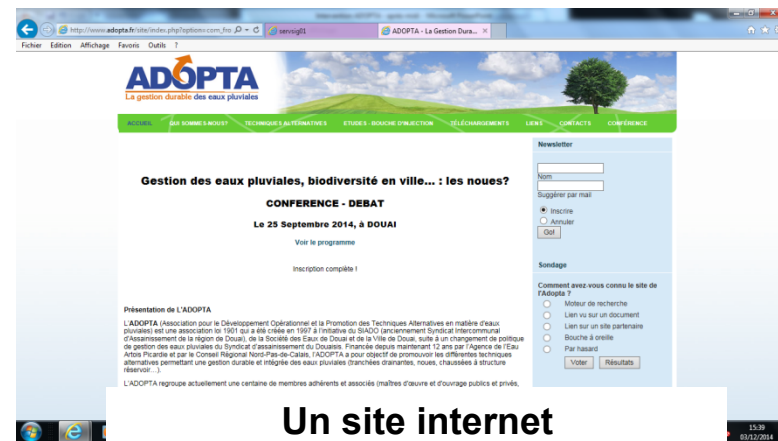 http://www.adopta.fr/site/index.php?option=com_fro
servsig01
ADOPTA - La Gestion Dura...
Fichier Edition Affichage Favoris Outils ?
ADOPTA
La gestion durable des eaux pluviales
ACCUEIL QUI SOMMES-NOUS? TECHNIQUES ALTERNATIVES ETUDES - BOUCHE D'INJECTION TÉLÉCHARGEMENTS LIENS CONTACTS CONFÉRENCE
Gestion des eaux pluviales, biodiversité en ville... : les noues?
CONFERENCE - DEBAT
Le 25 Septembre 2014, à DOUAI
Voir le programme
Inscription complète !
Présentation de L'ADOPTA
L'ADOPTA (Association pour le Développement Opérationnel et la Promotion des Techniques Alternatives en matière d'eaux
pluviales) est une association loi 1901 qui a été créée en 1997 à l'initiative du SIADO (anciennement Syndicat Intercommunal
d'Assainissement de la région de Douai), de la Société des Eaux de Douai et de la Ville de Douai, suite à un changement de politique
de gestion des eaux pluviales du Syndicat d'assainissement du Douaisis. Financée depuis maintenant 12 ans par l'Agence de l'Eau
Artois Picardie et par le Conseil Régional Nord-Pas-de-Calais, l'ADOPTA a pour objectif de promouvoir les différentes techniques
alternatives permettant une gestion durable et intégrée des eaux pluviales (tranchées drainantes, noues, chaussées à structure
réservoir...).
L'ADOPTA regroupe actuellement une centaine de membres adhérents et associés (maîtres d'œuvre et d'ouvrage publics et privés,
Newsletter
Nom
Suggérer par mail
Inscrire
Annuler
Go!
Sondage
Comment avez-vous connu le site de
l'Adopta ?
Moteur de recherche
Lien vu sur un document
Lien sur un site partenaire
Bouche à oreille
Par hasard
Voter Résultats
Un site internet
15:39
03/12/2014